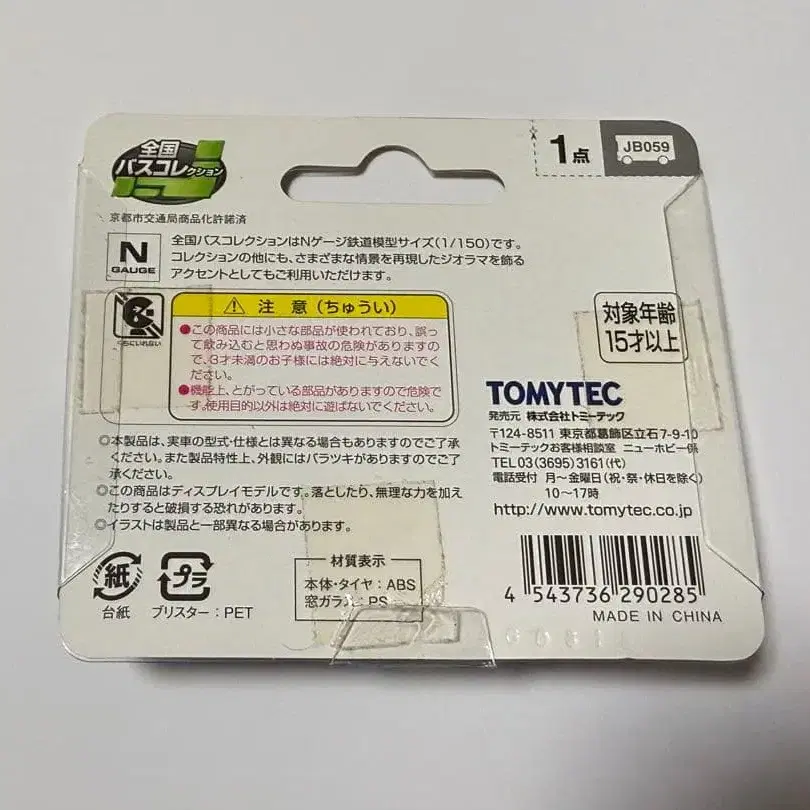 全国
バスコレクション
1点
JB059
京都市交通局商品化許諾済
N
GAUGE
全国バスコレクションはNゲージ鉄道模型サイズ(1/150)です。
コレクションの他にも、さまざまな情景を再現したジオラマを飾る
アクセントとしてもご利用いただけます。
くちにいれない
注 意(ちゅうい)
●この商品には小さな部品が使われており、誤っ
て飲み込むと思わぬ事故の危険がありますの
で、3才未満のお子様には絶対に与えないでく
ださい。
●機能上、とがっている部品がありますので危険で
す。使用目的以外は絶対に遊ばないでください。
対象年齢
15才以上
◎本製品は、実車の型式・仕様とは異なる場合もありますのでご了承
ください。また製品特性上、外観にはバラツキがありますのでご了
承ください。
◎この商品はディスプレイモデルです。落としたり、無理な力を加え
たりすると破損する恐れがあります。
◎イラストは製品と一部異なる場合があります。
TOMYTEC
発売元 株式会社トミーテック
〒124-8511 東京都葛飾区立石7-9-10
トミーテックお客様相談室 ニューホビー係
TEL03(3695)3161(代)
電話受付 月~金曜日(祝・祭・休日を除く)
10~17時
http://www.tomytec.co.jp
紙
台紙
プラ
ブリスター:PET
材質表示
本体・タイヤ:ABS
窓ガラス:PS
4 543736 290285
MADE IN CHINA